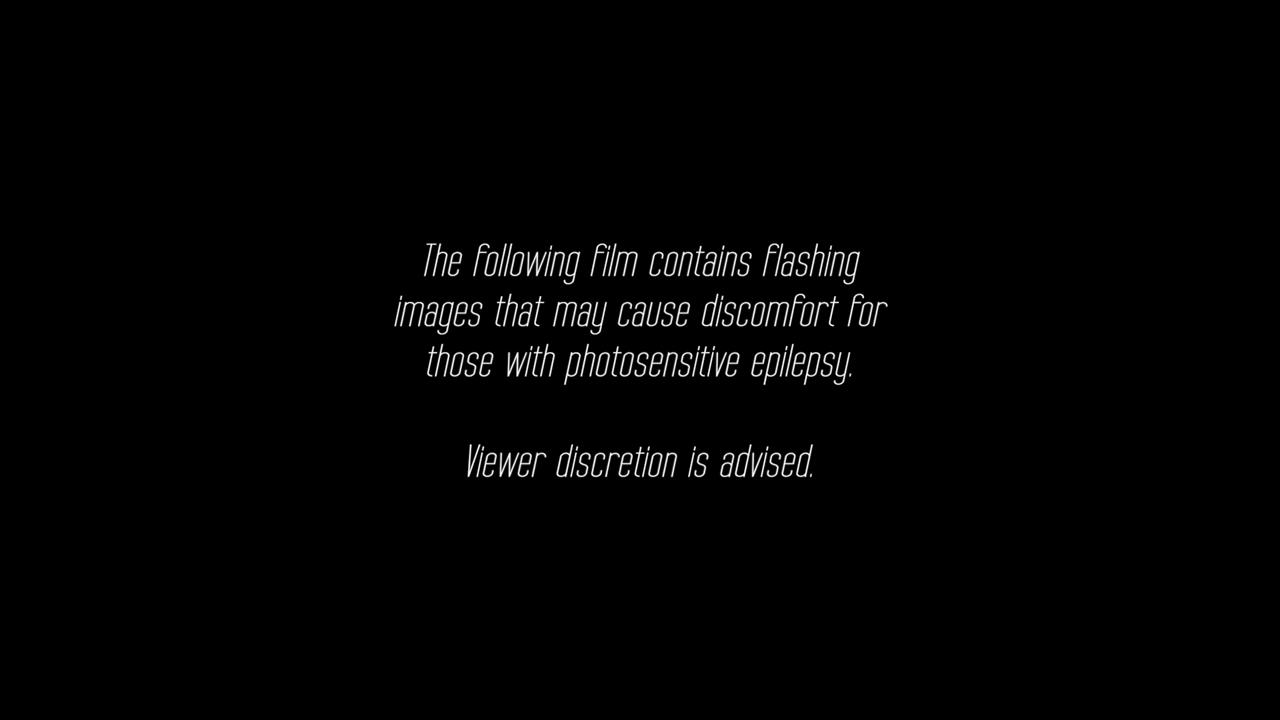 The following film contains flashing
images that may cause discomfort for
those with photosensitive epilepsy.
Viewer discretion is advised.